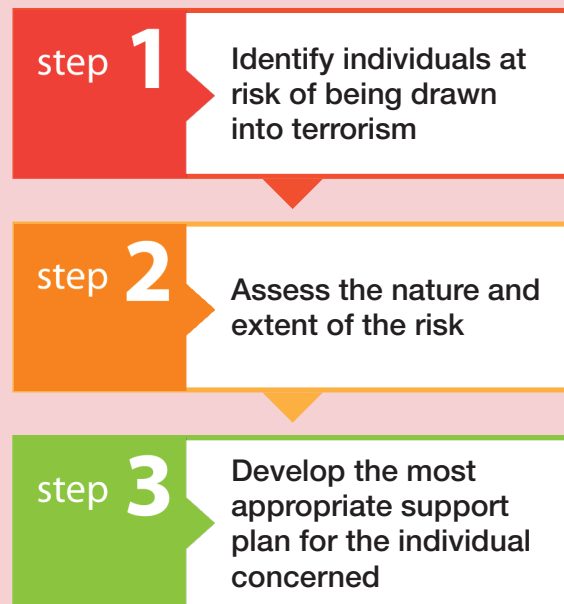 step 1
Identify individuals at
risk of being drawn
into terrorism
step 2
Assess the nature and
extent of the risk
step 3
Develop the most
appropriate support
plan for the individual
concerned